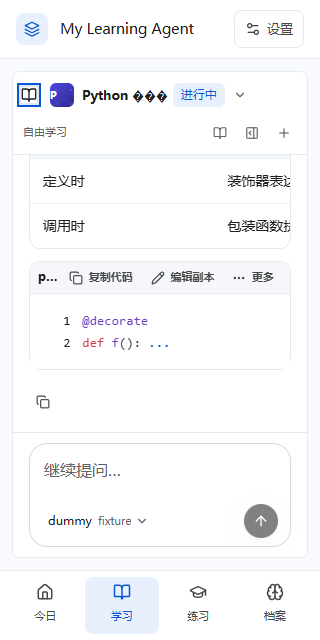 My Learning Agent
设置
P
Python ���
进行中
自由学习
定义时
装饰器表达
调用时
包装函数执
p...
复制代码
编辑副本
更多
1 @decorate
2 def f(): ...
继续提问...
dummy fixture
今日
学习
练习
档案